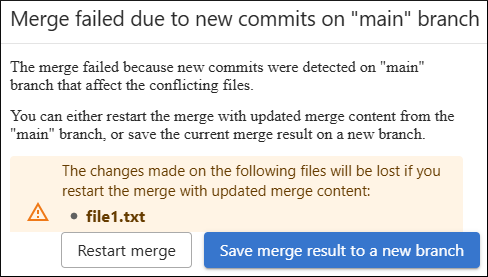 Merge failed due to new commits on "main" branch
The merge failed because new commits were detected on "main"
branch that affect the conflicting files.
You can either restart the merge with updated merge content from the
"main" branch, or save the current merge result on a new branch.
The changes made on the following files will be lost if you
restart the merge with updated merge content:
• file1.txt
Restart merge
Save merge result to a new branch